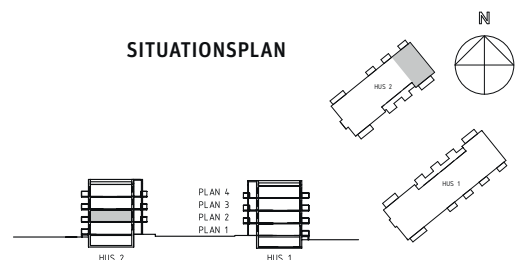 N
SITUATIONSPLAN
HUS 2
HUS 1
PLAN 4
PLAN 3
PLAN 2
PLAN 1
HUS 2
HUS 1